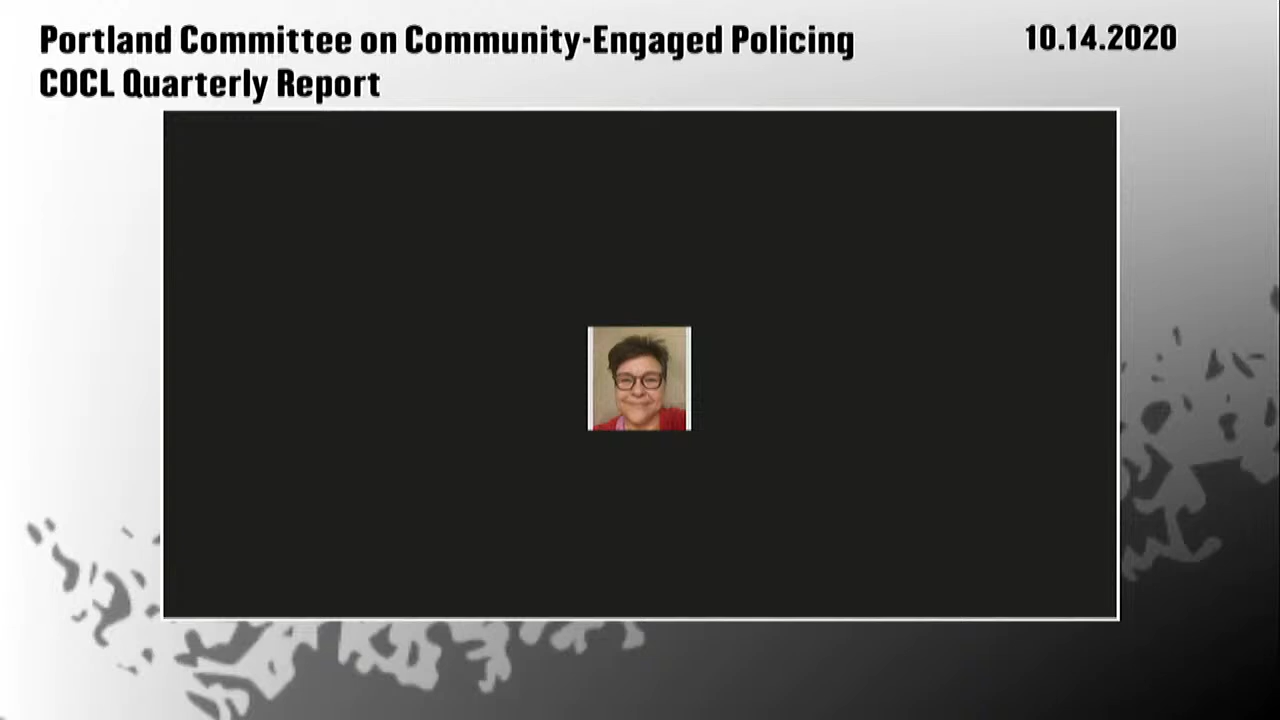 Portland Committee on Community-Engaged Policing
10.14.2020
COCL Quarterly Report